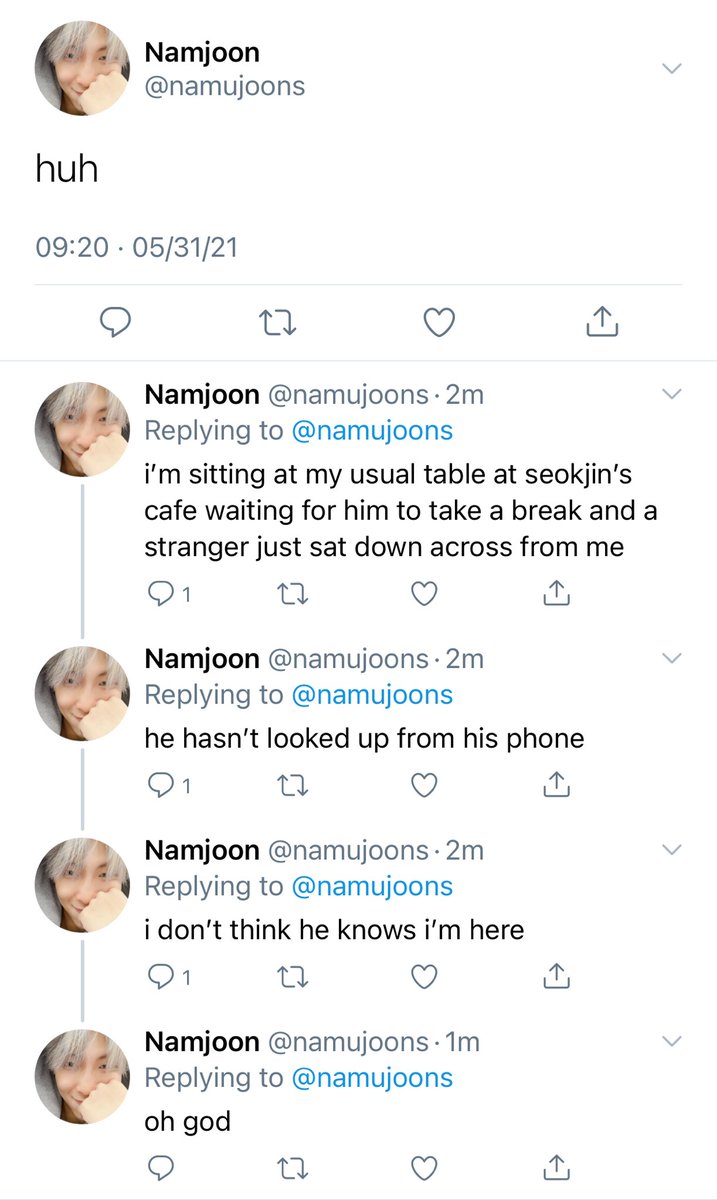 Namjoon
@namujoons
huh
09:20 · 05/31/21
Namjoon @namujoons · 2m
Replying to @namujoons
i’m sitting at my usual table at seokjin’s
cafe waiting for him to take a break and a
stranger just sat down across from me
1
Namjoon @namujoons · 2m
Replying to @namujoons
he hasn’t looked up from his phone
1
Namjoon @namujoons · 2m
Replying to @namujoons
i don’t think he knows i’m here
1
Namjoon @namujoons · 1m
Replying to @namujoons
oh god